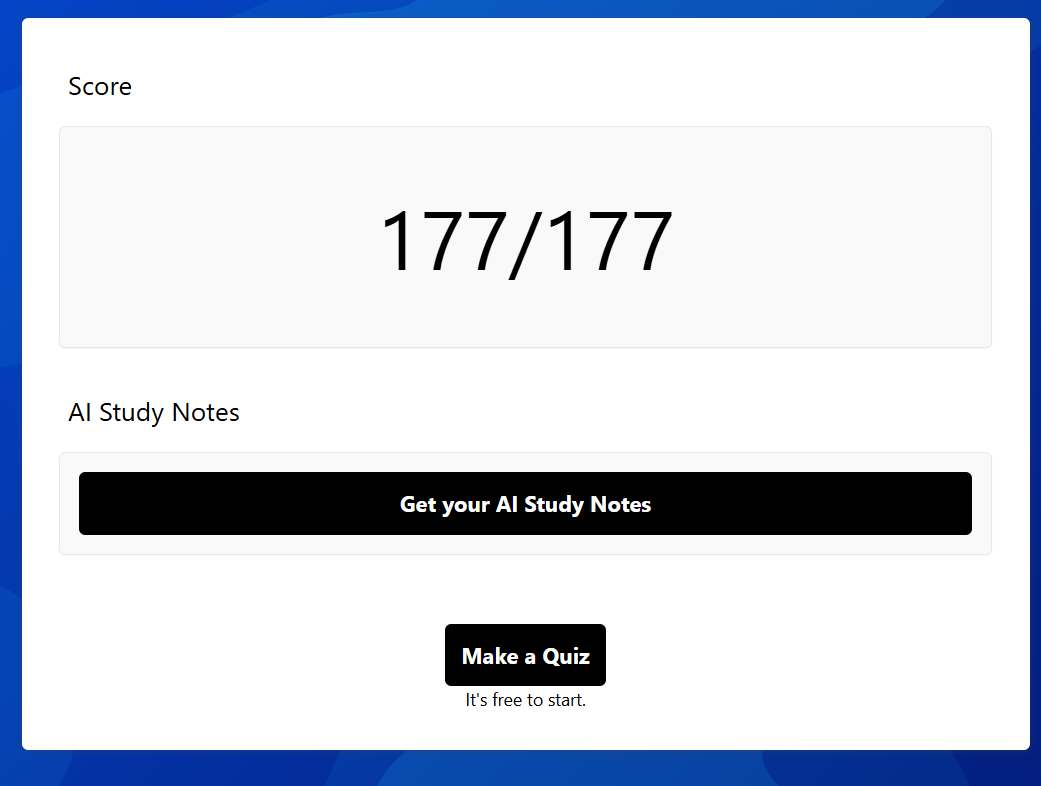 Score
177/177
AI Study Notes
Get your AI Study Notes
Make a Quiz
It's free to start.